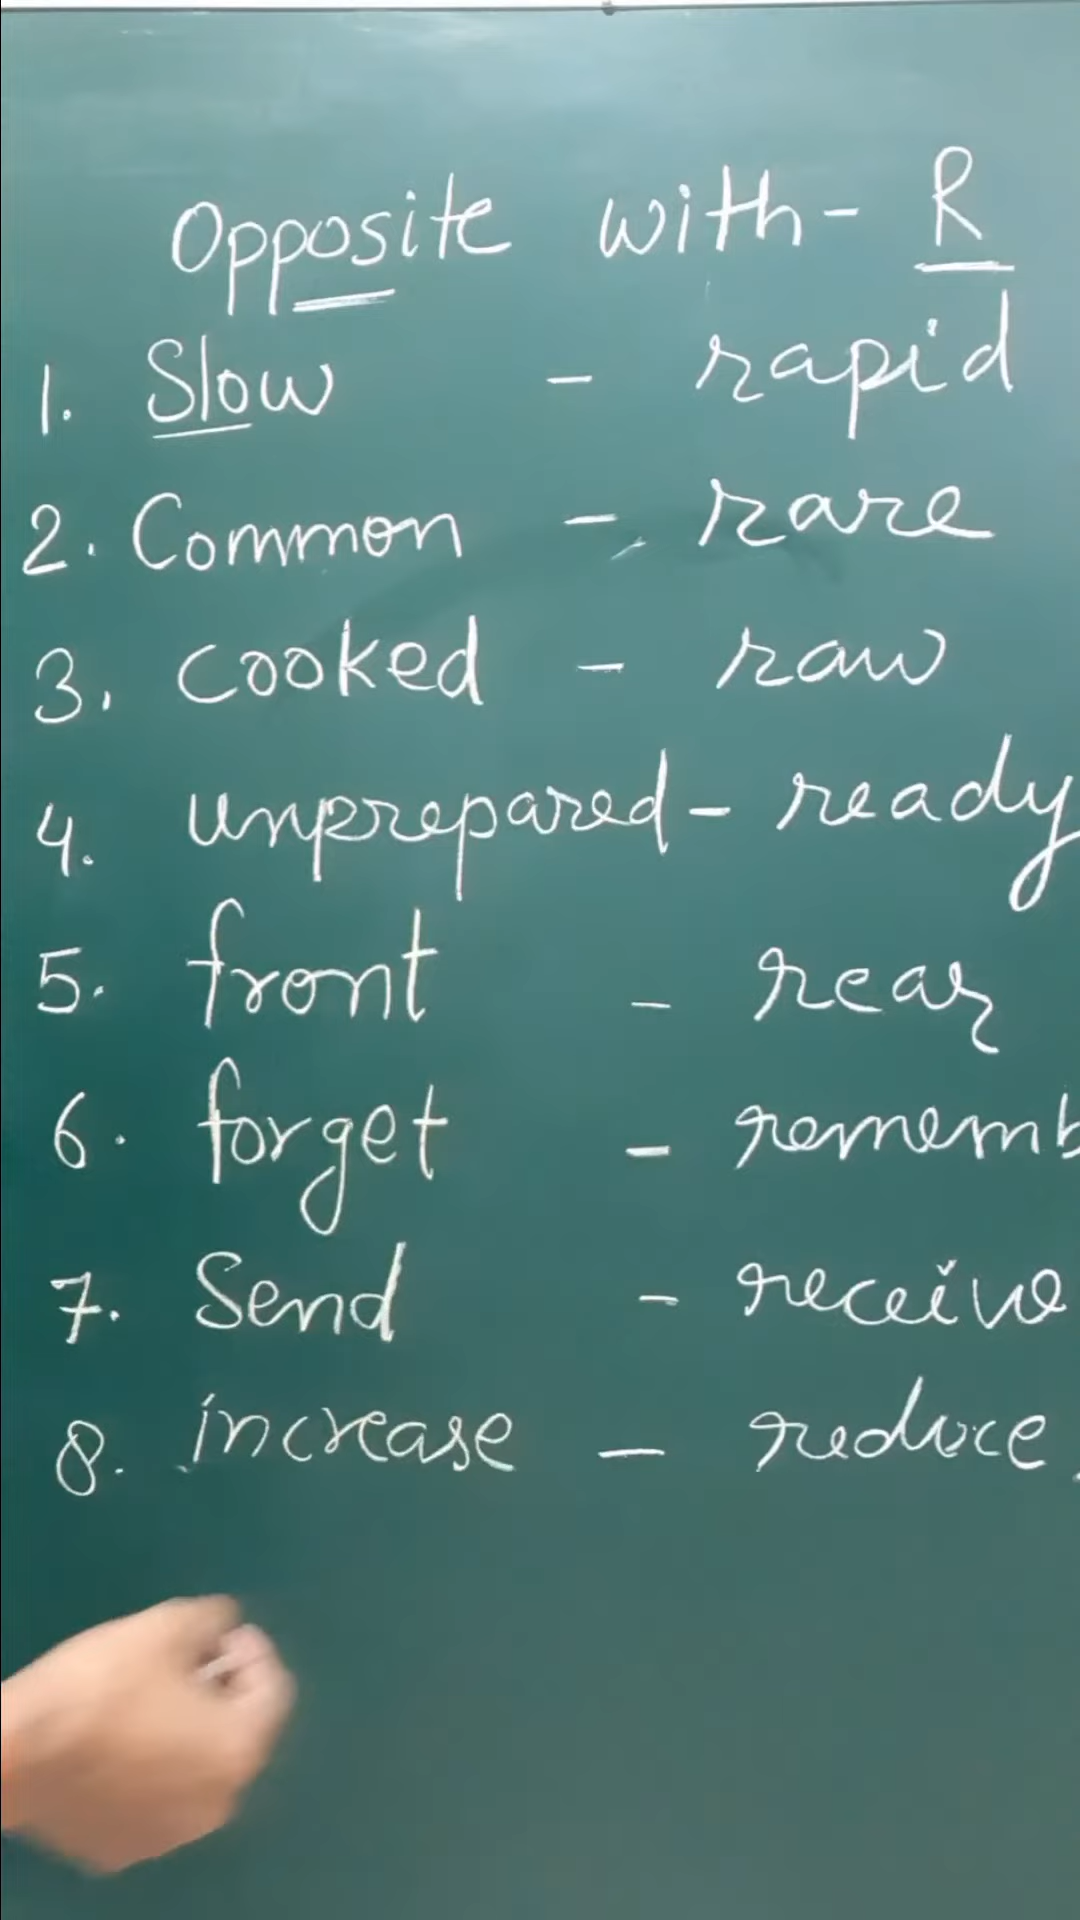 Opposite with - R
1. Slow - rapid
2. Common - rare
3. cooked - raw
4. unprepared - ready
5. front - rear
6. forget - rememb
7. Send - receive
8. increase - reduce